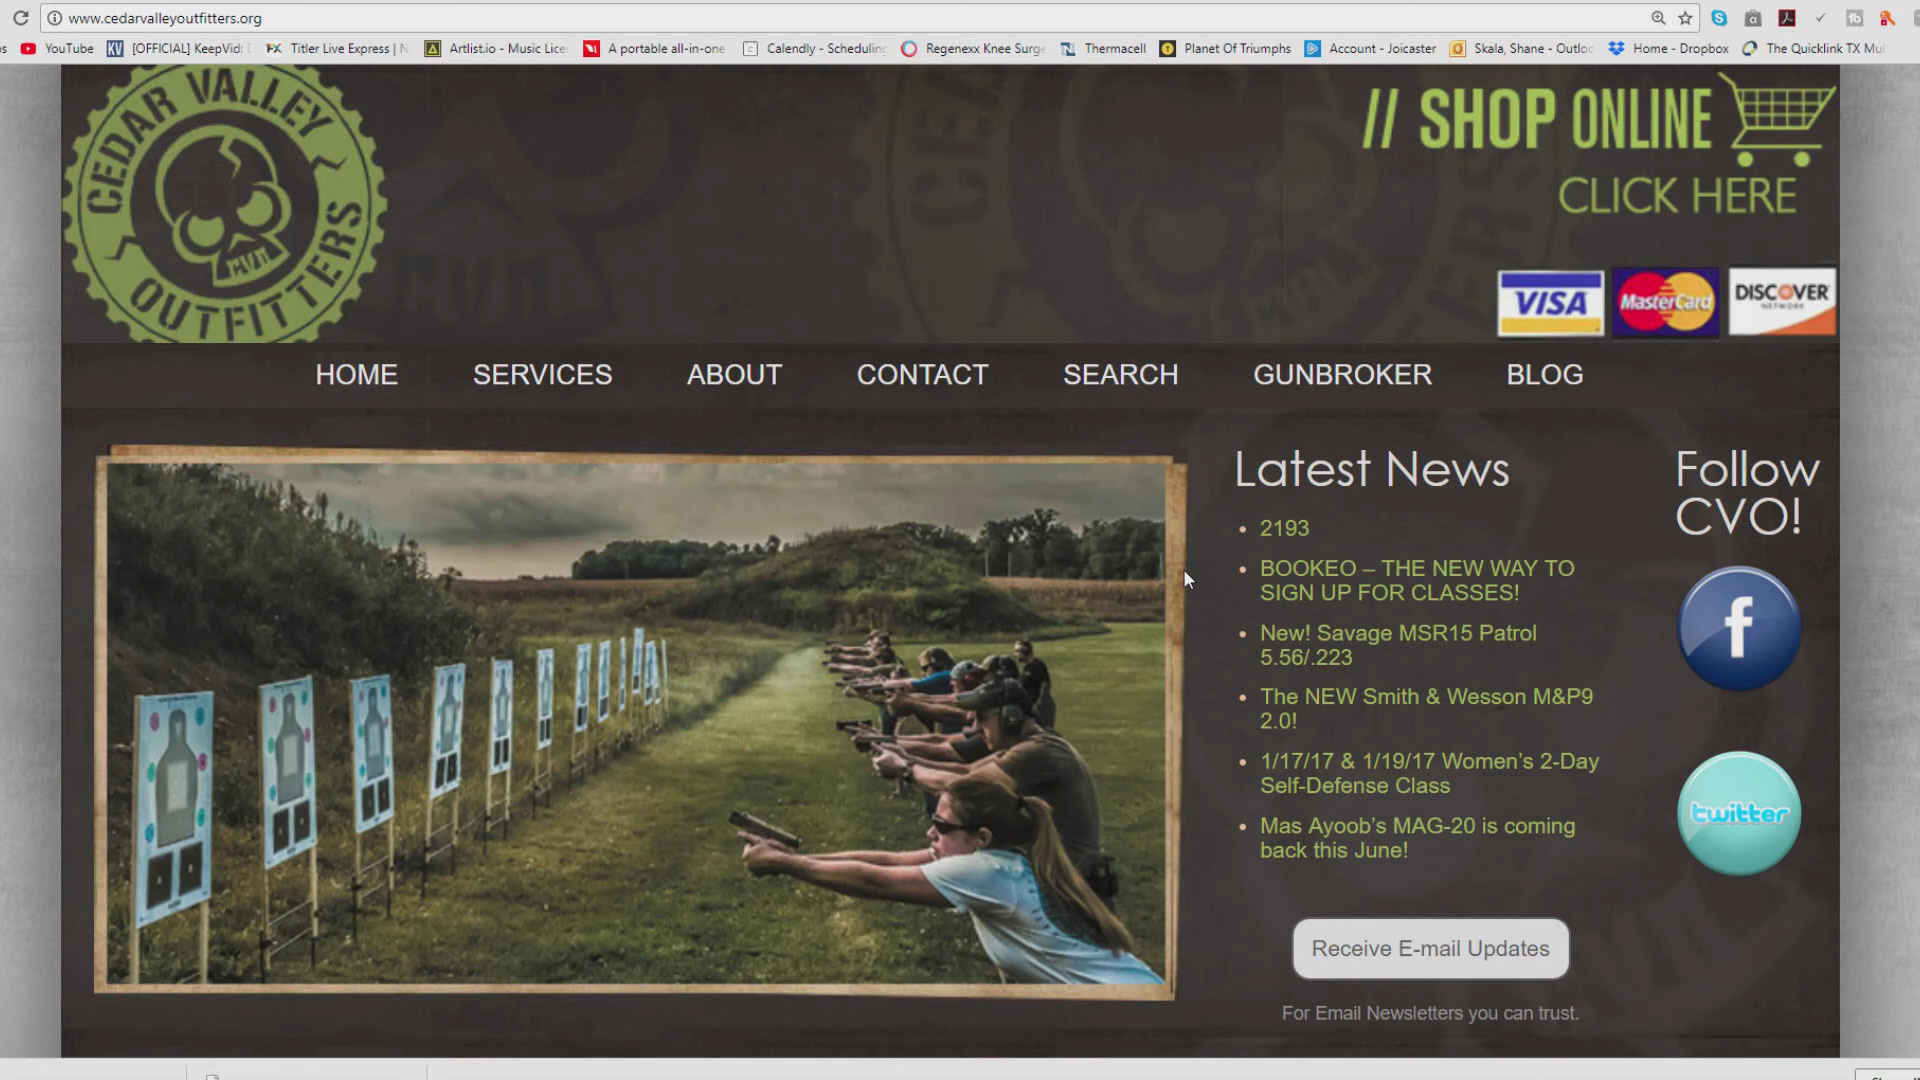 www.cedarvalleyoutfitters.org
YouTube
[OFFICIAL] KeepVid:
Titler Live Express | N
Artlist.io - Music Lice
A portable all-in-one
Calendly - Scheduling
Regenexx Knee Surge
Thermacell
Planet Of Triumphs
Account - Joicaster
Skala, Shane - Outlo
Home - Dropbox
The Quicklink TX Mul
CEDAR VALLEY
OUTFITTERS
// SHOP ONLINE
CLICK HERE
VISA
MasterCard
DISCOVER
NETWORK
HOME
SERVICES
ABOUT
CONTACT
SEARCH
GUNBROKER
BLOG
Latest News
2193
BOOKEO – THE NEW WAY TO
SIGN UP FOR CLASSES!
New! Savage MSR15 Patrol
5.56/.223
The NEW Smith & Wesson M&P9
2.0!
1/17/17 & 1/19/17 Women’s 2-Day
Self-Defense Class
Mas Ayoob’s MAG-20 is coming
back this June!
Receive E-mail Updates
For Email Newsletters you can trust.
Follow
CVO!
f
twitter